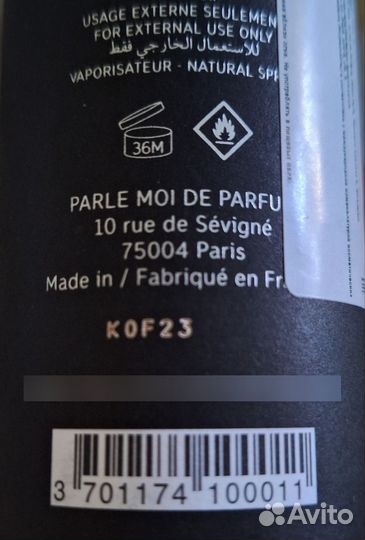 USAGE EXTERNE SEULEMEN
FOR EXTERNAL USE ONLY
للاستعمال الخارجي فقط
VAPORISATEUR - NATURAL SPR
36M
PARLE MOI DE PARFU
10 rue de Sévigné
75004 Paris
Made in / Fabriqué en Fr
K0F23
3 701174 100011
Avito